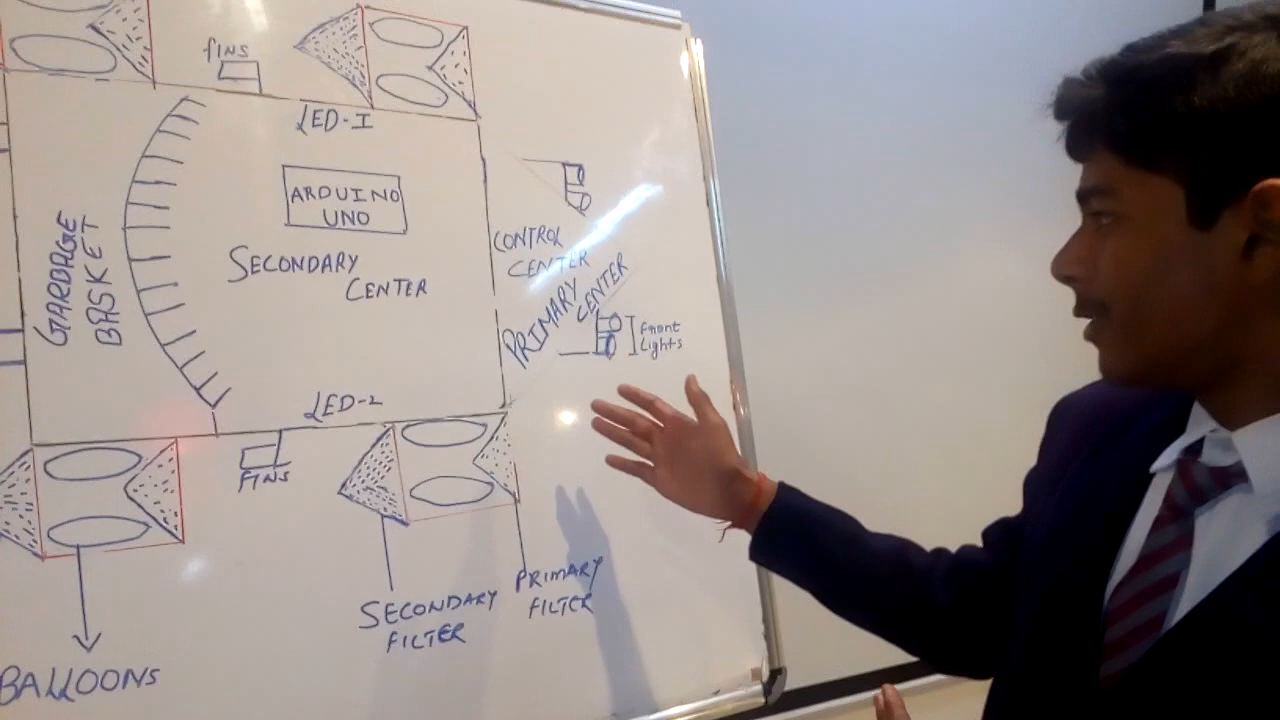 fINS
LED-I
ARDUINO
UNO
SECONDARY
CENTER
GARBAGE
BASKET
CONTROL
CENTER
PRIMARY
CENTER
Front
Lights
LED-2
FINS
SECONDARY
FILTER
PRIMARY
FILTER
BALLOONS